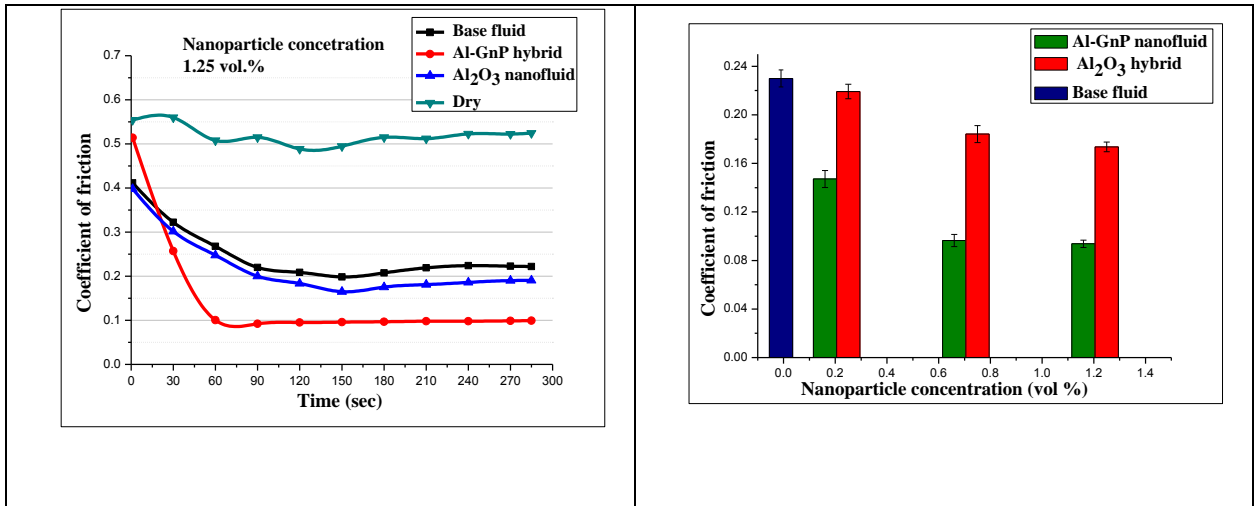 Base fluid
Al-GnP hybrid
Al2O3 nanofluid
Dry
Nanoparticle concetration
1.25 vol.%
0.7
0.6
0.5
0.4
0.3
0.2
0.1
0.0
Coefficient of friction
0 30 60 90 120 150 180 210 240 270 300
Time (sec)
Al-GnP nanofluid
Al2O3 hybrid
Base fluid
0.24
0.20
0.16
0.12
0.08
0.04
0.00
Coefficient of friction
0.0 0.2 0.4 0.6 0.8 1.0 1.2 1.4
Nanoparticle concentration (vol %)